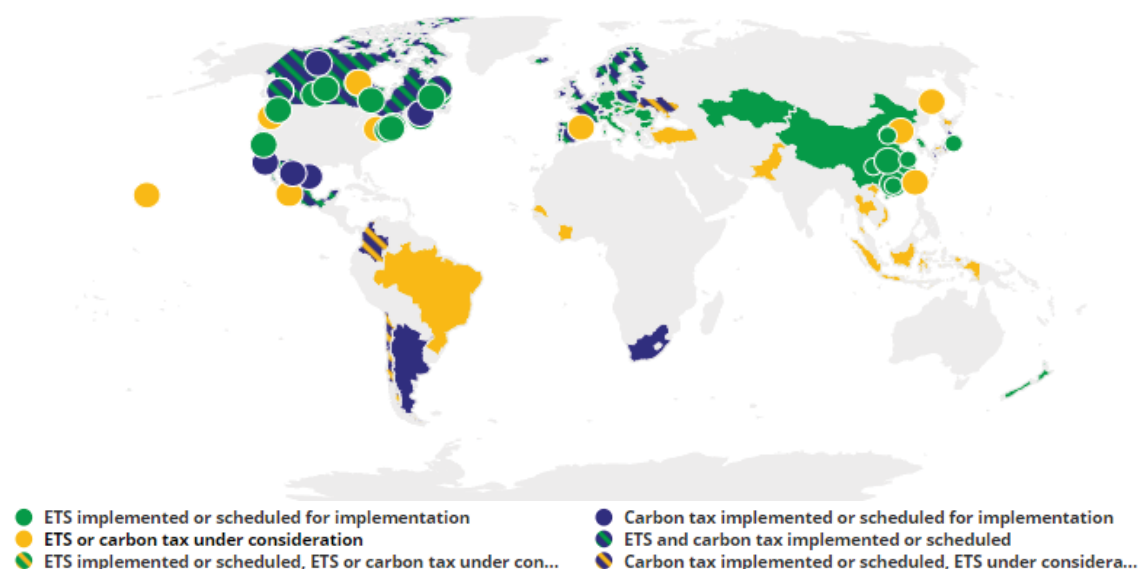 ETS implemented or scheduled for implementation
Carbon tax implemented or scheduled for implementation
ETS or carbon tax under consideration
ETS and carbon tax implemented or scheduled
ETS implemented or scheduled, ETS or carbon tax under con...
Carbon tax implemented or scheduled, ETS under considera...